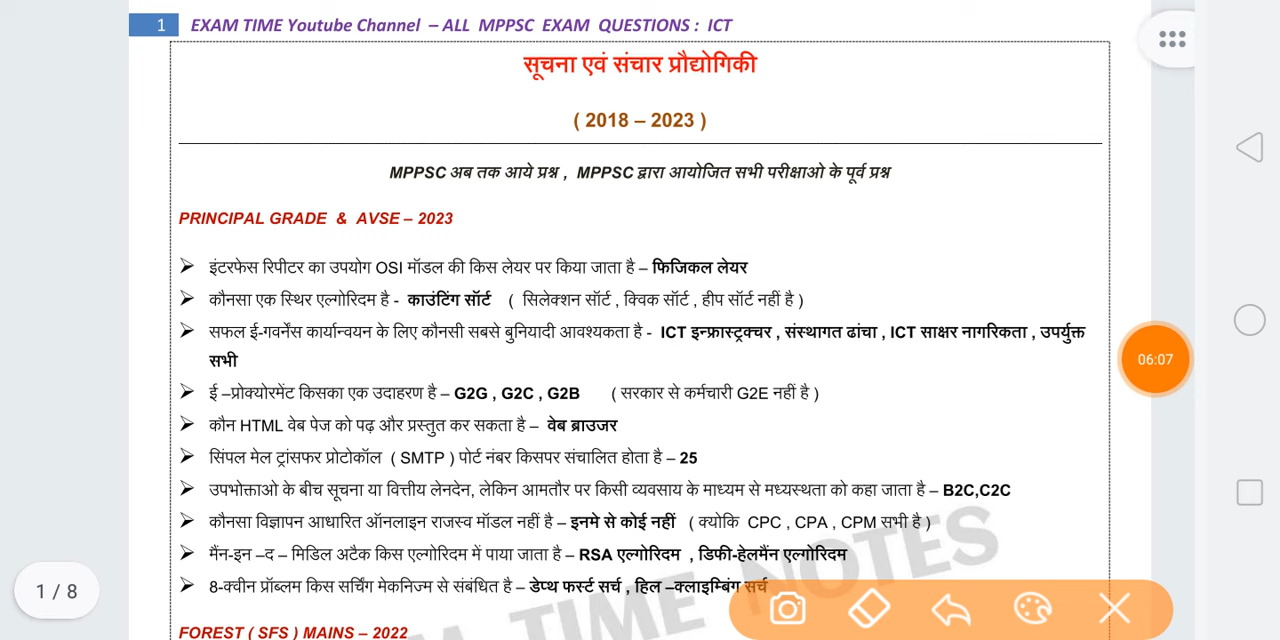 1 EXAM TIME Youtube Channel – ALL MPPSC EXAM QUESTIONS : ICT
सूचना एवं संचार प्रौद्योगिकी
( 2018 – 2023 )
MPPSC अब तक आये प्रश्न , MPPSC द्वारा आयोजित सभी परीक्षाओ के पूर्व प्रश्न
PRINCIPAL GRADE & AVSE – 2023
➢ इंटरफेस रिपीटर का उपयोग OSI मॉडल की किस लेयर पर किया जाता है – फिजिकल लेयर
➢ कौनसा एक स्थिर एल्गोरिदम है - काउंटिंग सॉर्ट ( सिलेक्शन सॉर्ट , क्विक सॉर्ट , हीप सॉर्ट नहीं है )
➢ सफल ई-गवर्नेंस कार्यान्वयन के लिए कौनसी सबसे बुनियादी आवश्यकता है - ICT इन्फ्रास्ट्रक्चर , संस्थागत ढांचा , ICT साक्षर नागरिकता , उपर्युक्त
सभी
➢ ई –प्रोक्योरमेंट किसका एक उदाहरण है – G2G , G2C , G2B ( सरकार से कर्मचारी G2E नहीं है )
➢ कौन HTML वेब पेज को पढ़ और प्रस्तुत कर सकता है – वेब ब्राउजर
➢ सिंपल मेल ट्रांसफर प्रोटोकॉल ( SMTP ) पोर्ट नंबर किसपर संचालित होता है – 25
➢ उपभोक्ताओ के बीच सूचना या वित्तीय लेनदेन, लेकिन आमतौर पर किसी व्यवसाय के माध्यम से मध्यस्थता को कहा जाता है – B2C,C2C
➢ कौनसा विज्ञापन आधारित ऑनलाइन राजस्व मॉडल नहीं है – इनमे से कोई नहीं ( क्योकि CPC , CPA , CPM सभी है )
➢ मैंन-इन –द – मिडिल अटैक किस एल्गोरिदम में पाया जाता है – RSA एल्गोरिदम , डिफी-हेलमैंन एल्गोरिदम
➢ 8-क्वीन प्रॉब्लम किस सर्चिंग मेकनिज्म से संबंधित है – डेप्थ फर्स्ट सर्च , हिल –क्लाइम्बिंग सर्च
FOREST ( SFS ) MAINS – 2022
TIME NOTES
06:07
1 / 8